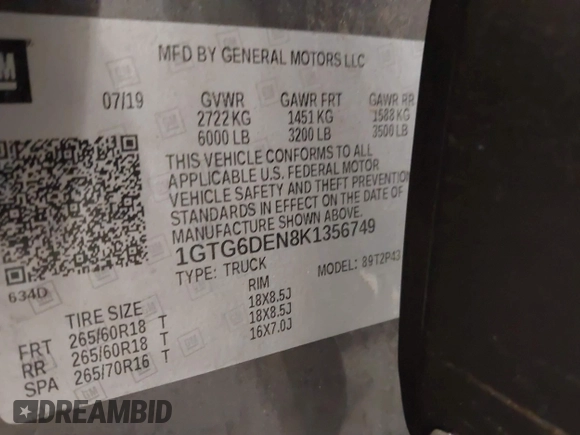 M
MFD BY GENERAL MOTORS LLC
07/19 GVWR GAWR FRT GAWR RR
2722 KG 1451 KG 1588 KG
6000 LB 3200 LB 3500 LB
THIS VEHICLE CONFORMS TO ALL
APPLICABLE U.S. FEDERAL MOTOR
VEHICLE SAFETY AND THEFT PREVENTION
STANDARDS IN EFFECT ON THE DATE OF
MANUFACTURE SHOWN ABOVE.
1GTG6DEN8K1356749
TYPE: TRUCK MODEL: 89T2P43
634D
TIRE SIZE RIM
FRT 265/60R18 T 18X8.5J
RR 265/60R18 T 18X8.5J
SPA 265/70R16 T 16X7.0J
DREAMBID